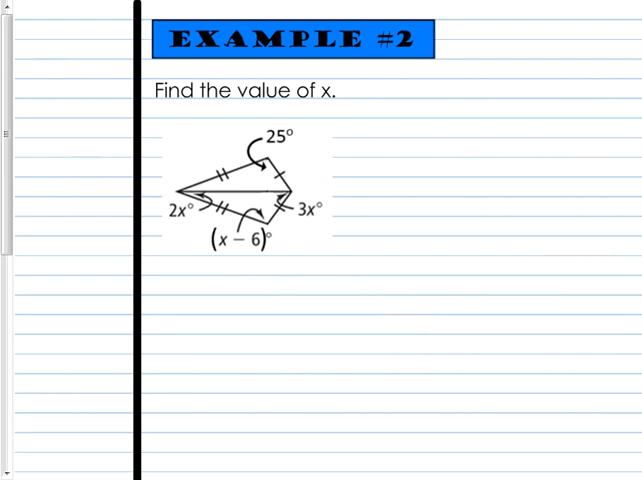 EXAMPLE #2
Find the value of x.
25°
2x° 3x°
(x − 6)°